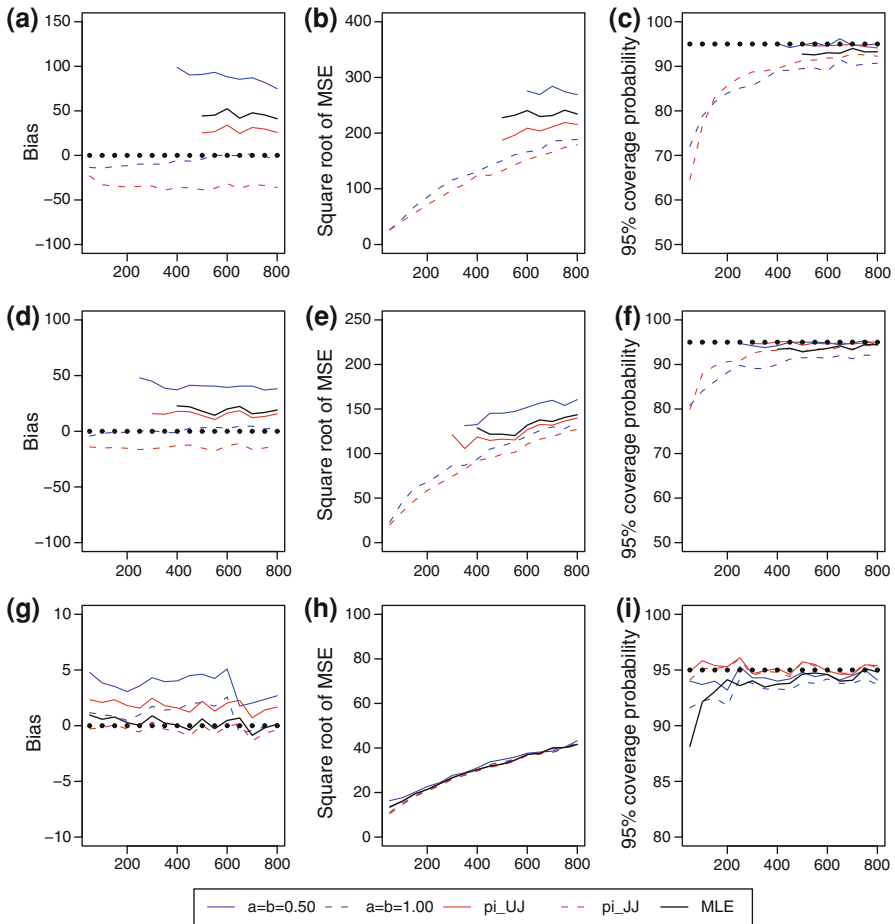 (a) (b) (c)
Bias
150
100
50
0
−50
−100
200 400 600 800
Square root of MSE
400
300
200
100
0
200 400 600 800
95% coverage probability
100
90
80
70
60
50
200 400 600 800
(d) (e) (f)
Bias
100
50
0
−50
−100
200 400 600 800
Square root of MSE
250
200
150
100
50
0
200 400 600 800
95% coverage probability
100
90
80
70
60
50
200 400 600 800
(g) (h) (i)
Bias
10
5
0
−5
−10
200 400 600 800
Square root of MSE
100
80
60
40
20
0
200 400 600 800
95% coverage probability
100
95
90
85
80
200 400 600 800
a=b=0.50 a=b=1.00 pi_UJ pi_JJ MLE